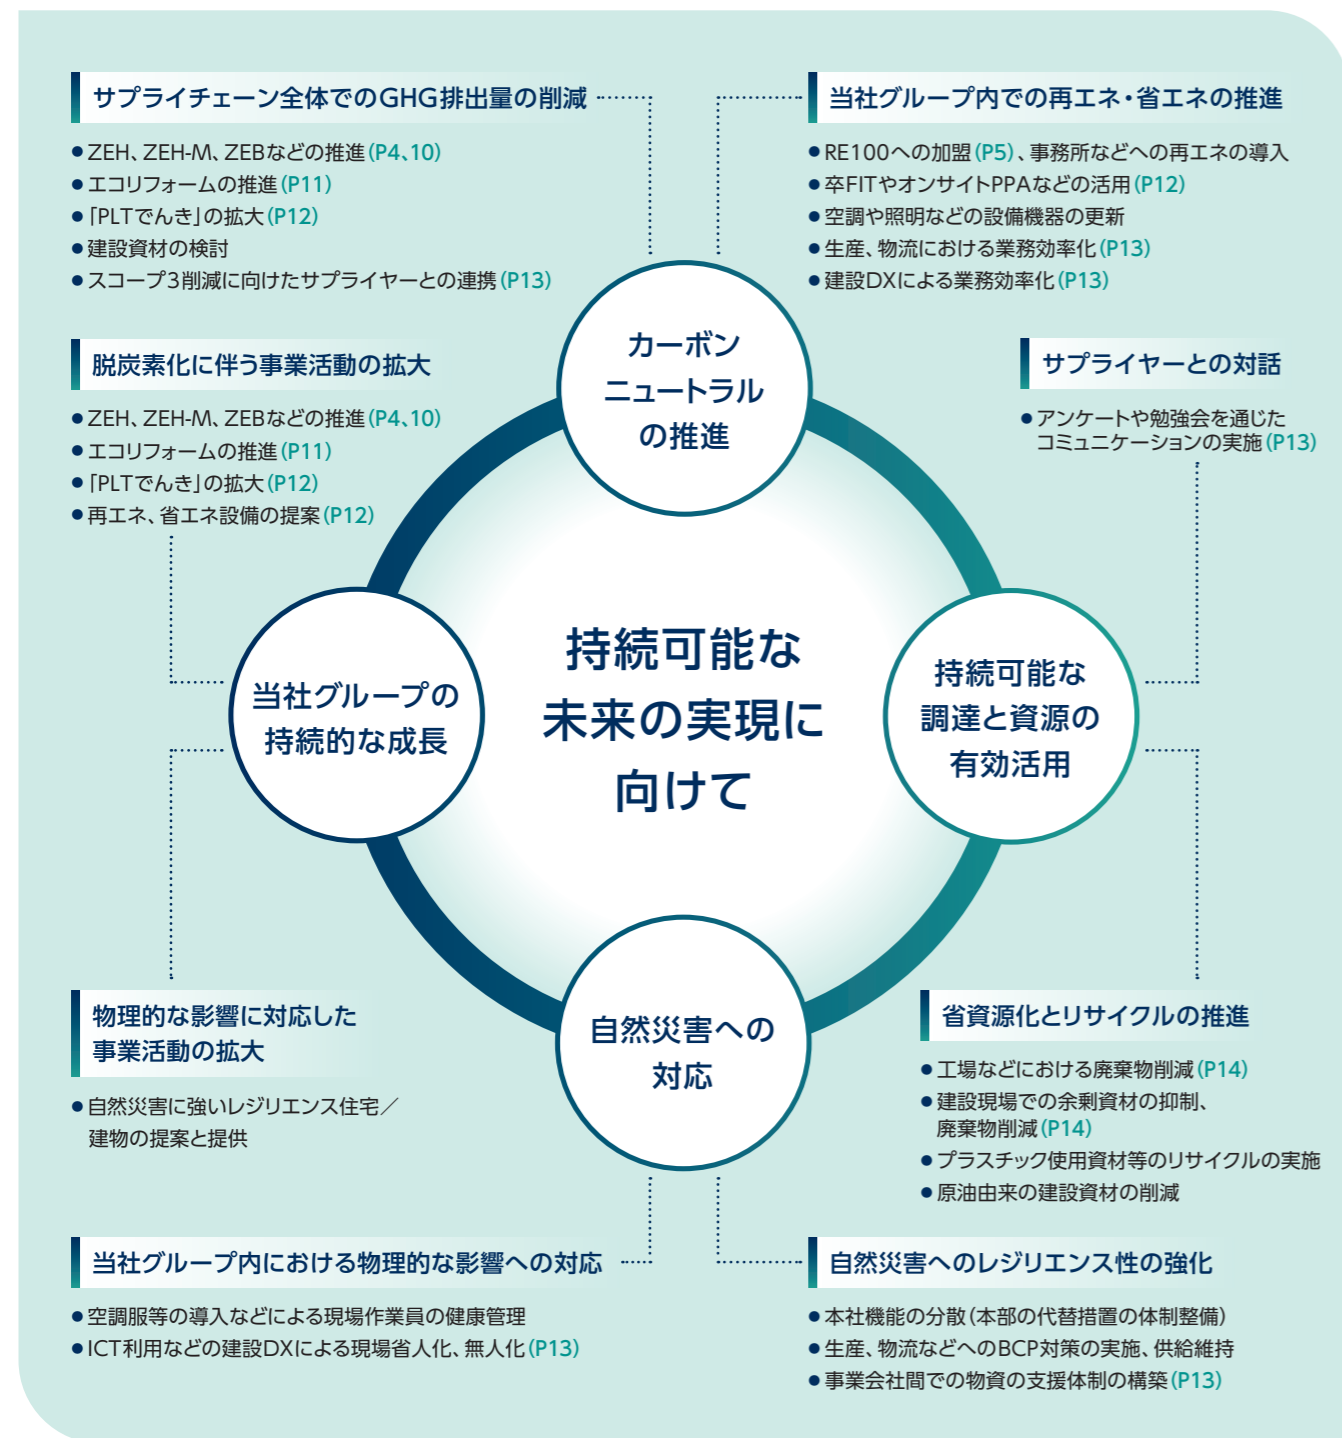 サプライチェーン全体でのGHG排出量の削減
●ZEH、ZEH-M、ZEBなどの推進(P4、10)
●エコリフォームの推進(P11)
●「PLTでんき」の拡大(P12)
●建設資材の検討
●スコープ3削減に向けたサプライヤーとの連携(P13)
当社グループ内での再エネ・省エネの推進
●RE100への加盟(P5)、事務所などへの再エネの導入
●卒FITやオンサイトPPAなどの活用(P12)
●空調や照明などの設備機器の更新
●生産、物流における業務効率化(P13)
●建設DXによる業務効率化(P13)
カーボン
ニュートラル
の推進
脱炭素化に伴う事業活動の拡大
●ZEH、ZEH-M、ZEBなどの推進(P4、10)
●エコリフォームの推進(P11)
●「PLTでんき」の拡大(P12)
●再エネ、省エネ設備の提案(P12)
サプライヤーとの対話
●アンケートや勉強会を通じた
コミュニケーションの実施(P13)
当社グループの
持続的な成長
持続可能な
未来の実現に
向けて
持続可能な
調達と資源の
有効活用
物理的な影響に対応した
事業活動の拡大
●自然災害に強いレジリエンス住宅／
建物の提案と提供
自然災害への
対応
省資源化とリサイクルの推進
●工場などにおける廃棄物削減(P14)
●建設現場での余剰資材の抑制、
廃棄物削減(P14)
●プラスチック使用資材等のリサイクルの実施
●原油由来の建設資材の削減
当社グループ内における物理的な影響への対応
●空調服等の導入などによる現場作業員の健康管理
●ICT利用などの建設DXによる現場省人化、無人化(P13)
自然災害へのレジリエンス性の強化
●本社機能の分散(本部の代替措置の体制整備)
●生産、物流などへのBCP対策の実施、供給維持
●事業会社間での物資の支援体制の構築(P13)